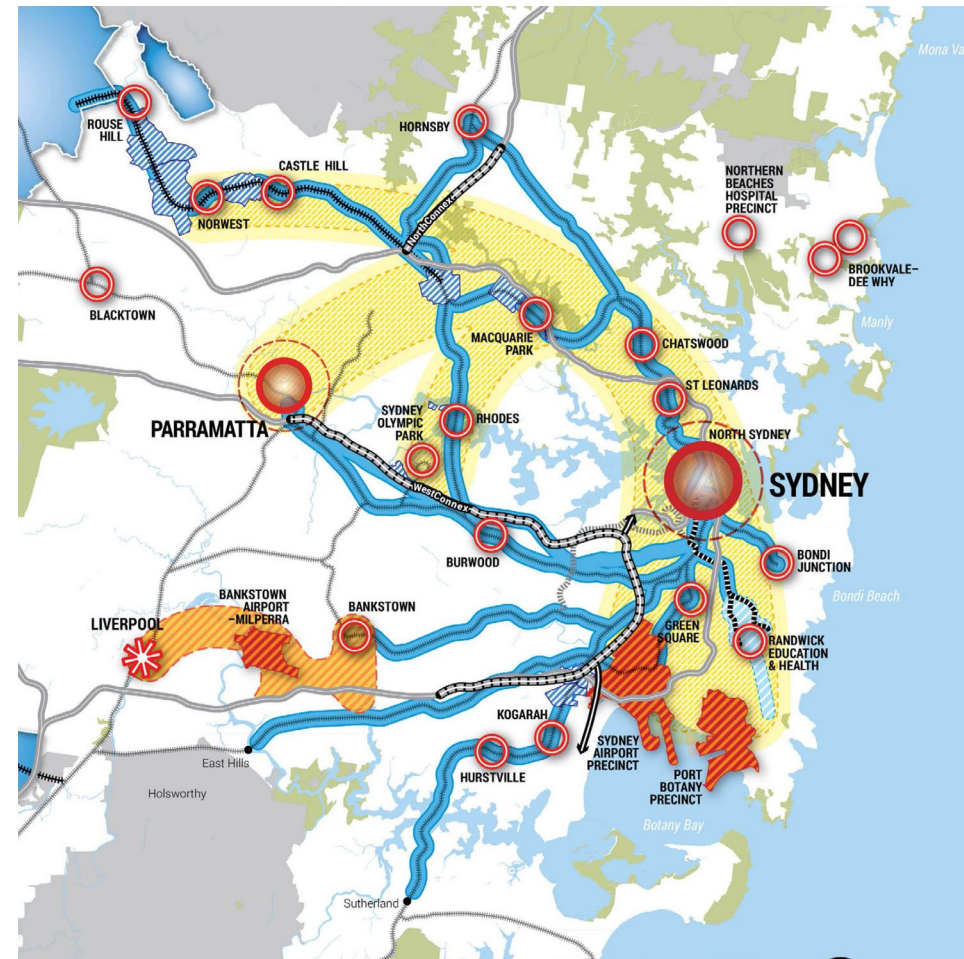 Mona Va
ROUSE
HILL
HORNSBY
CASTLE HILL
NORTHERN
BEACHES
HOSPITAL
PRECINCT
NORWEST
NorthConnex
BROOKVALE–
DEE WHY
BLACKTOWN
Manly
MACQUARIE
PARK
CHATSWOOD
ST LEONARDS
PARRAMATTA
SYDNEY
OLYMPIC
PARK
RHODES
NORTH SYDNEY
SYDNEY
WestConnex
BURWOOD
BONDI
JUNCTION
Bondi Beach
BANKSTOWN
AIRPORT
–MILPERRA
BANKSTOWN
LIVERPOOL
GREEN
SQUARE
RANDWICK
EDUCATION
& HEALTH
KOGARAH
SYDNEY
AIRPORT
PRECINCT
East Hills
HURSTVILLE
PORT
BOTANY
PRECINCT
Holsworthy
Botany Bay
Sutherland